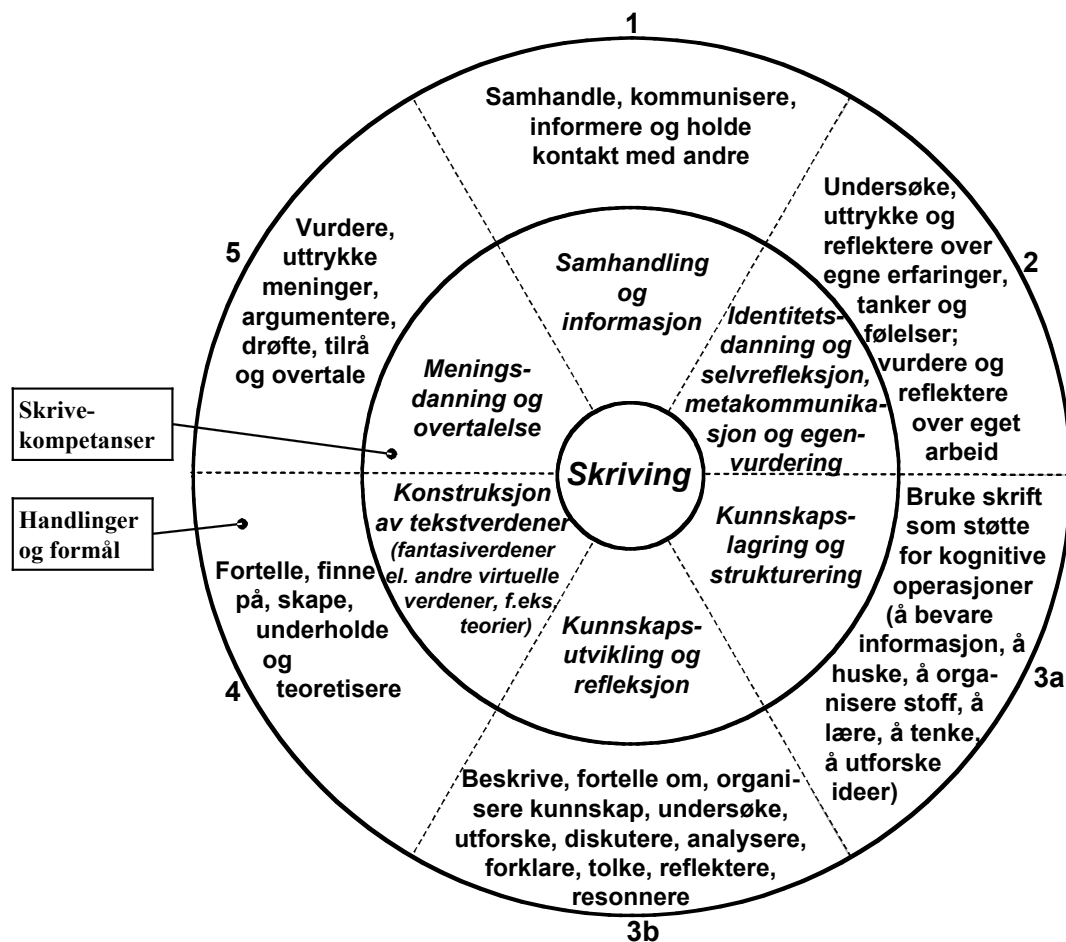 1
Samhandle, kommunisere,
informere og holde
kontakt med andre
2
Undersøke,
uttrykke og
reflektere over
egne erfaringer,
tanker og
følelser;
vurdere og
reflektere
over eget
arbeid
3a
Bruke skrift
som støtte
for kognitive
operasjoner
(å bevare
informasjon, å
huske, å orga-
nisere stoff, å
lære, å tenke,
å utforske
ideer)
3b
Beskrive, fortelle om, organi-
sere kunnskap, undersøke,
utforske, diskutere, analysere,
forklare, tolke, reflektere,
resonnere
4
Fortelle, finne
på, skape,
underholde
og
teoretisere
5
Vurdere,
uttrykke
meninger,
argumentere,
drøfte, tilrå
og overtale
Samhandling
og
informasjon
Identitets-
danning og
selvrefleksjon,
metakommunika-
sjon og egen-
vurdering
Kunnskaps-
lagring og
strukturering
Kunnskaps-
utvikling og
refleksjon
Konstruksjon
av tekstverdener
(fantasiverdener
el. andre virtuelle
verdener, f.eks.
teorier)
Menings-
danning og
overtalelse
Skriving
Skrive-
kompetanser
Handlinger
og formål